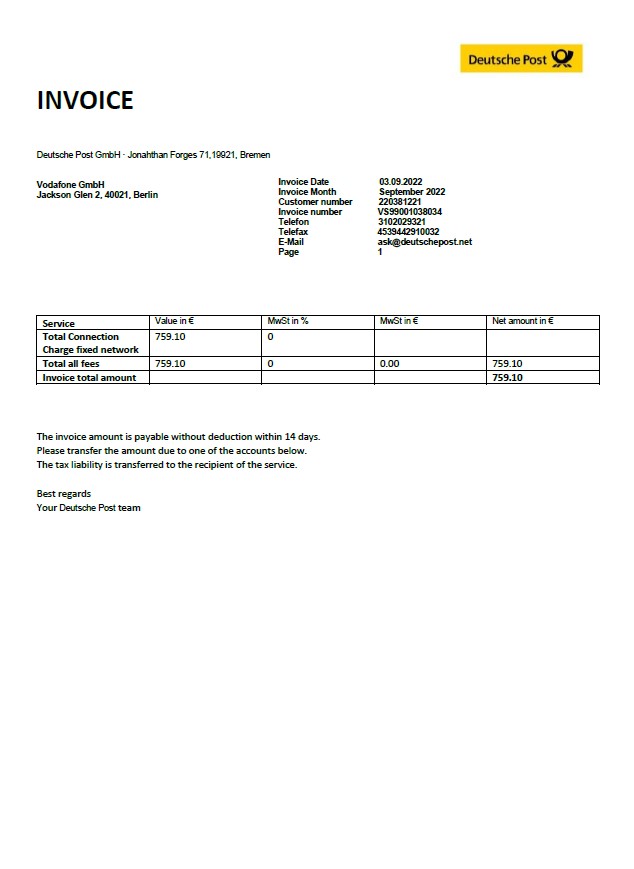 Deutsche Post
INVOICE
Deutsche Post GmbH · Jonahthan Forges 71,19921, Bremen
Vodafone GmbH
Jackson Glen 2, 40021, Berlin
Invoice Date 03.09.2022
Invoice Month September 2022
Customer number 220381221
Invoice number VS99001038034
Telefon 3102029321
Telefax 4539442910032
E-Mail ask@deutschepost.net
Page 1
Service Value in € MwSt in % MwSt in € Net amount in €
Total Connection 759.10 0
Charge fixed network
Total all fees 759.10 0 0.00 759.10
Invoice total amount 759.10
The invoice amount is payable without deduction within 14 days.
Please transfer the amount due to one of the accounts below.
The tax liability is transferred to the recipient of the service.
Best regards
Your Deutsche Post team